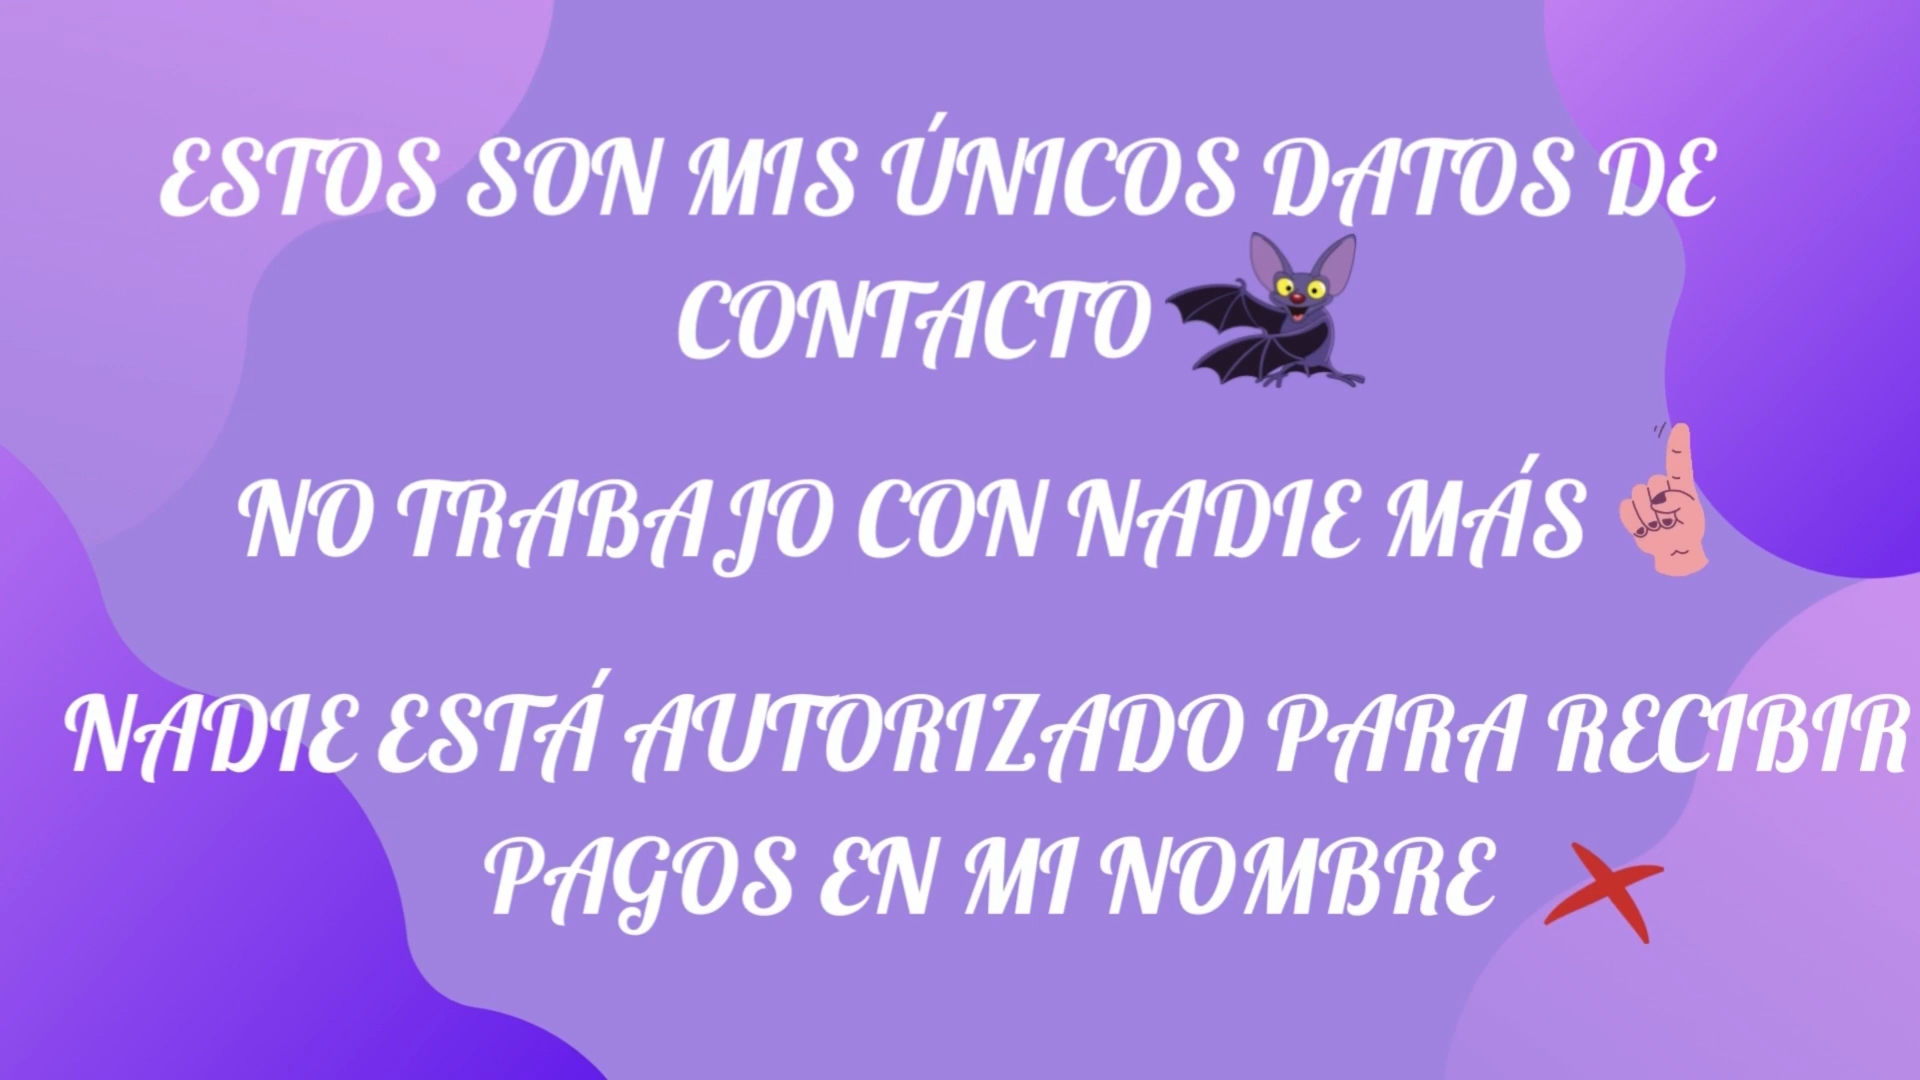 ESTOS SON MIS ÚNICOS DATOS DE
CONTACTO
NO TRABAJO CON NADIE MÁS
NADIE ESTÁ AUTORIZADO PARA RECIBIR
PAGOS EN MI NOMBRE